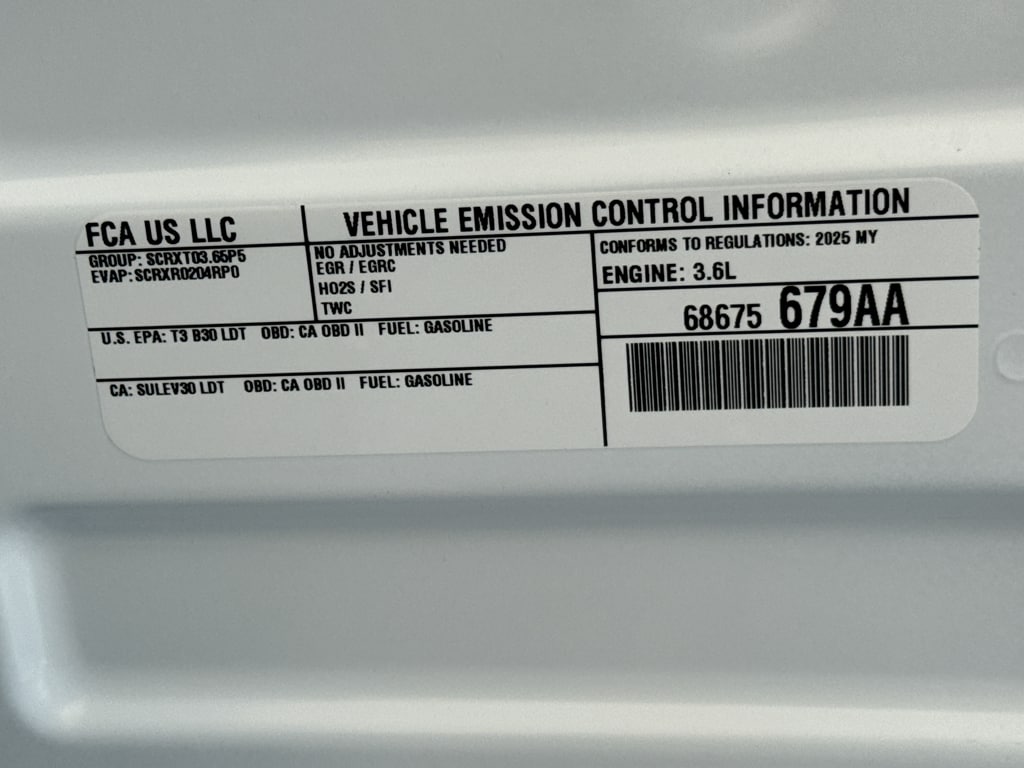 FCA US LLC
VEHICLE EMISSION CONTROL INFORMATION
GROUP: SCRXT03.65P5
EVAP: SCRXR0204RP0
NO ADJUSTMENTS NEEDED
EGR / EGRC
HO2S / SFI
TWC
CONFORMS TO REGULATIONS: 2025 MY
ENGINE: 3.6L
68675 679AA
U.S. EPA: T3 B30 LDT OBD: CA OBD II FUEL: GASOLINE
CA: SULEV30 LDT OBD: CA OBD II FUEL: GASOLINE